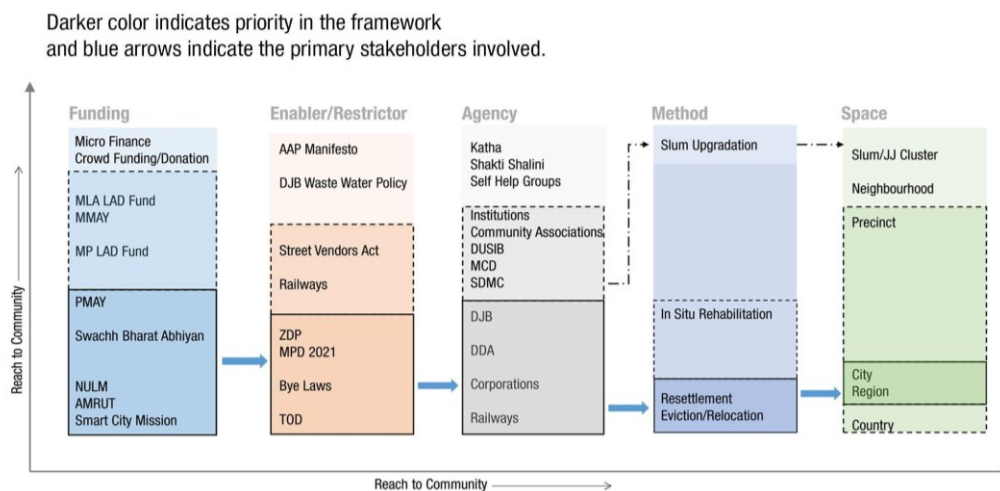 Darker color indicates priority in the framework
and blue arrows indicate the primary stakeholders involved.
Funding
Micro Finance
Crowd Funding/Donation
MLA LAD Fund
MMAY
MP LAD Fund
PMAY
Swachh Bharat Abhiyan
NULM
AMRUT
Smart City Mission
Enabler/Restrictor
AAP Manifesto
DJB Waste Water Policy
Street Vendors Act
Railways
ZDP
MPD 2021
Bye Laws
TOD
Agency
Katha
Shakti Shalini
Self Help Groups
Institutions
Community Associations
DUSIB
MCD
SDMC
DJB
DDA
Corporations
Railways
Method
Slum Upgradation
In Situ Rehabilitation
Resettlement
Eviction/Relocation
Space
Slum/JJ Cluster
Neighbourhood
Precinct
City
Region
Country
Reach to Community
Reach to Community